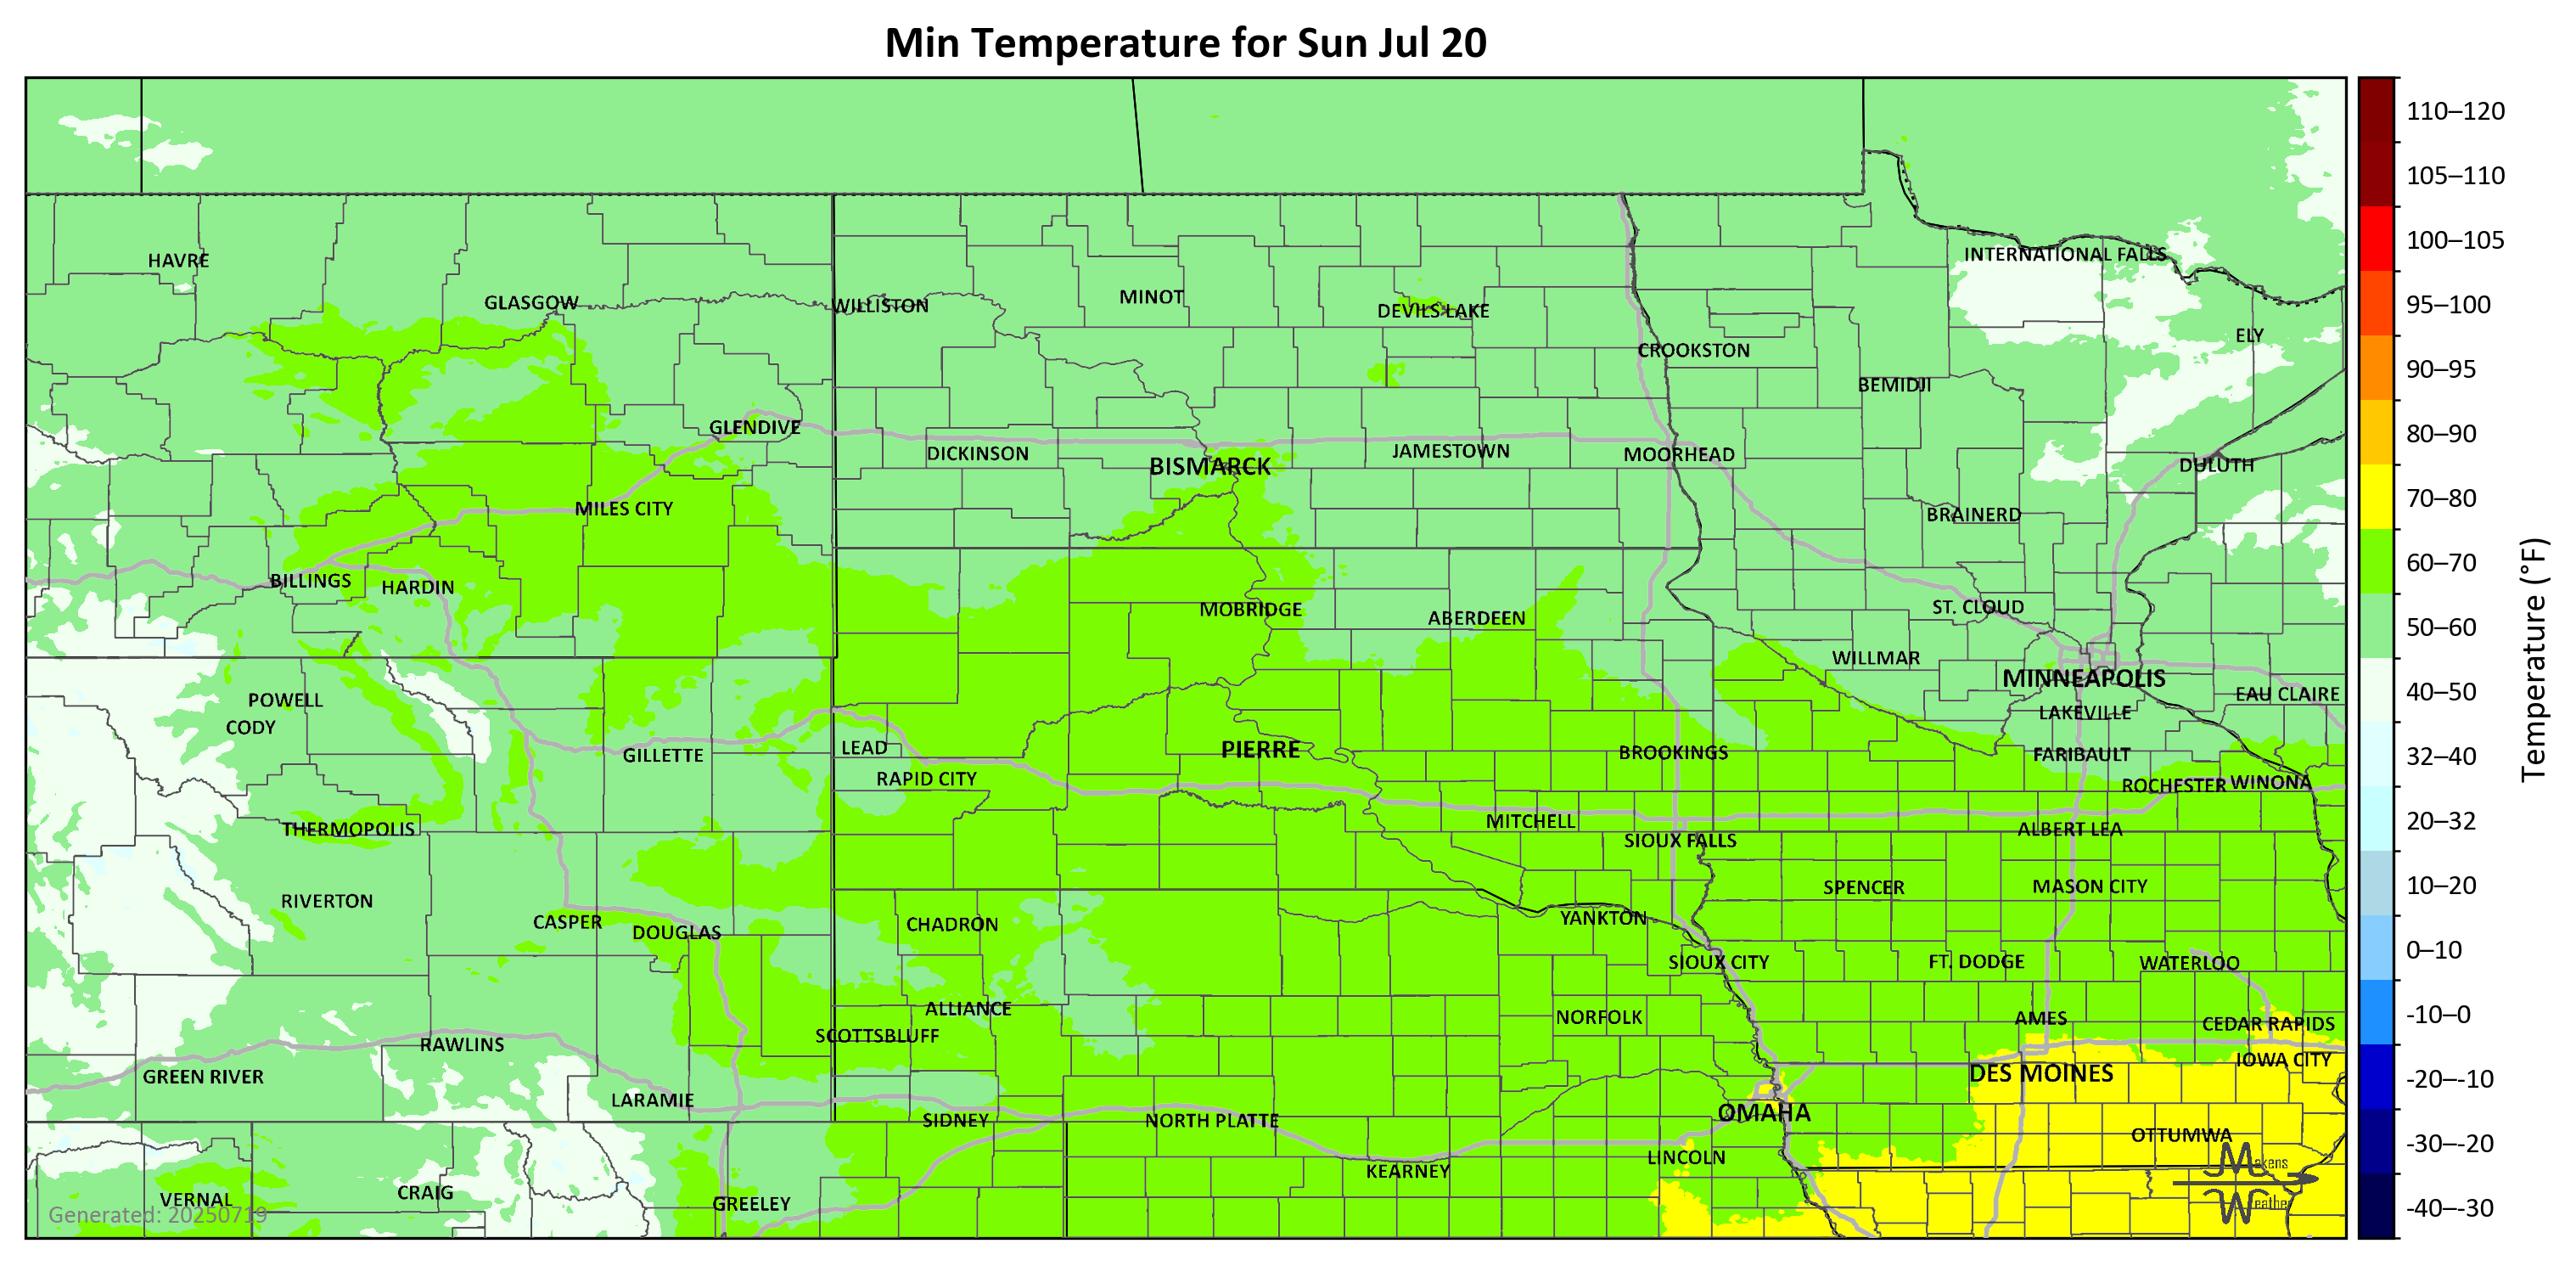 Min Temperature for Sun Jul 20
HAVRE
GLASGOW
WILLISTON
MINOT
DEVILS LAKE
CROOKSTON
INTERNATIONAL FALLS
ELY
BEMIDJI
GLENDIVE
DICKINSON
BISMARCK
JAMESTOWN
MOORHEAD
DULUTH
MILES CITY
BRAINERD
BILLINGS
HARDIN
MOBRIDGE
ABERDEEN
ST. CLOUD
WILLMAR
MINNEAPOLIS
EAU CLAIRE
POWELL
CODY
LAKEVILLE
GILLETTE
LEAD
PIERRE
BROOKINGS
FARIBAULT
RAPID CITY
ROCHESTER
WINONA
THERMOPOLIS
MITCHELL
SIOUX FALLS
ALBERT LEA
RIVERTON
SPENCER
MASON CITY
CASPER
DOUGLAS
CHADRON
YANKTON
SIOUX CITY
FT. DODGE
WATERLOO
ALLIANCE
NORFOLK
AMES
CEDAR RAPIDS
SCOTTSBLUFF
RAWLINS
IOWA CITY
GREEN RIVER
DES MOINES
LARAMIE
SIDNEY
NORTH PLATTE
OMAHA
OTTUMWA
LINCOLN
KEARNEY
VERNAL
CRAIG
GREELEY
Generated: 20250719
Makens
Weather
110–120
105–110
100–105
95–100
90–95
80–90
70–80
60–70
50–60
40–50
32–40
20–32
10–20
0–10
-10–0
-20–-10
-30–-20
-40–-30
Temperature (°F)